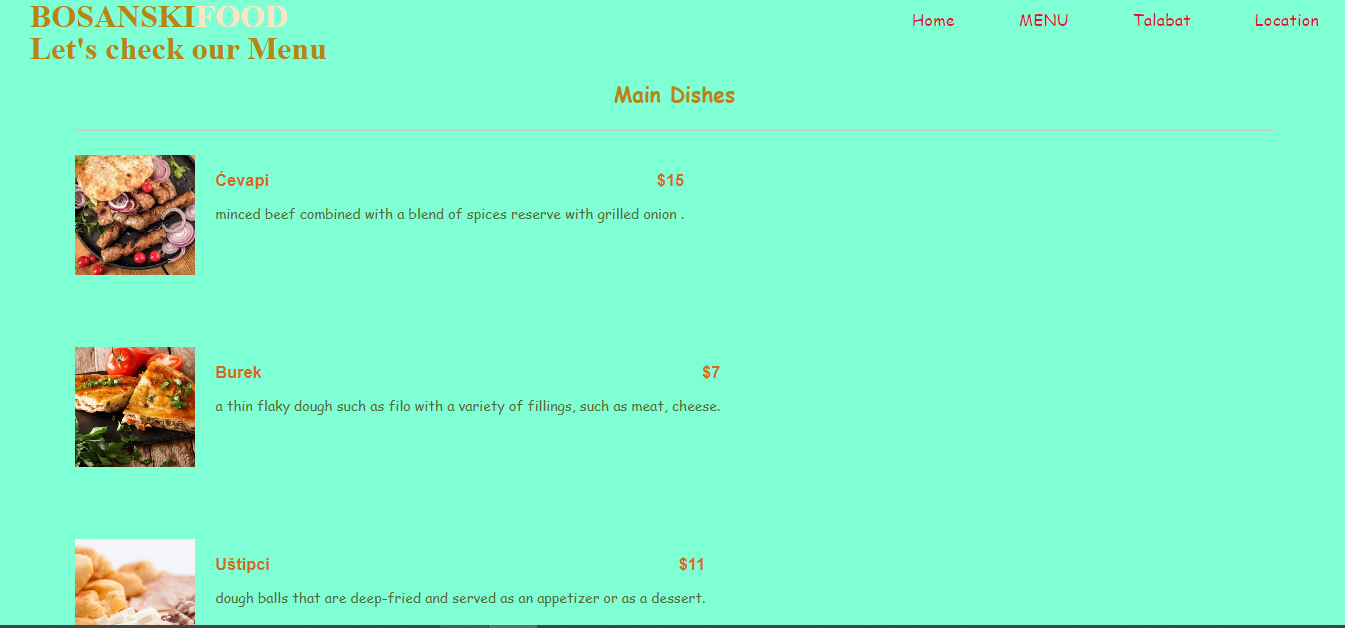 BOSANSKIFOOD
Home MENU Talabat Location
Let's check our Menu
Main Dishes
Ćevapi $15
minced beef combined with a blend of spices reserve with grilled onion .
Burek $7
a thin flaky dough such as filo with a variety of fillings, such as meat, cheese.
Uštipci $11
dough balls that are deep-fried and served as an appetizer or as a dessert.